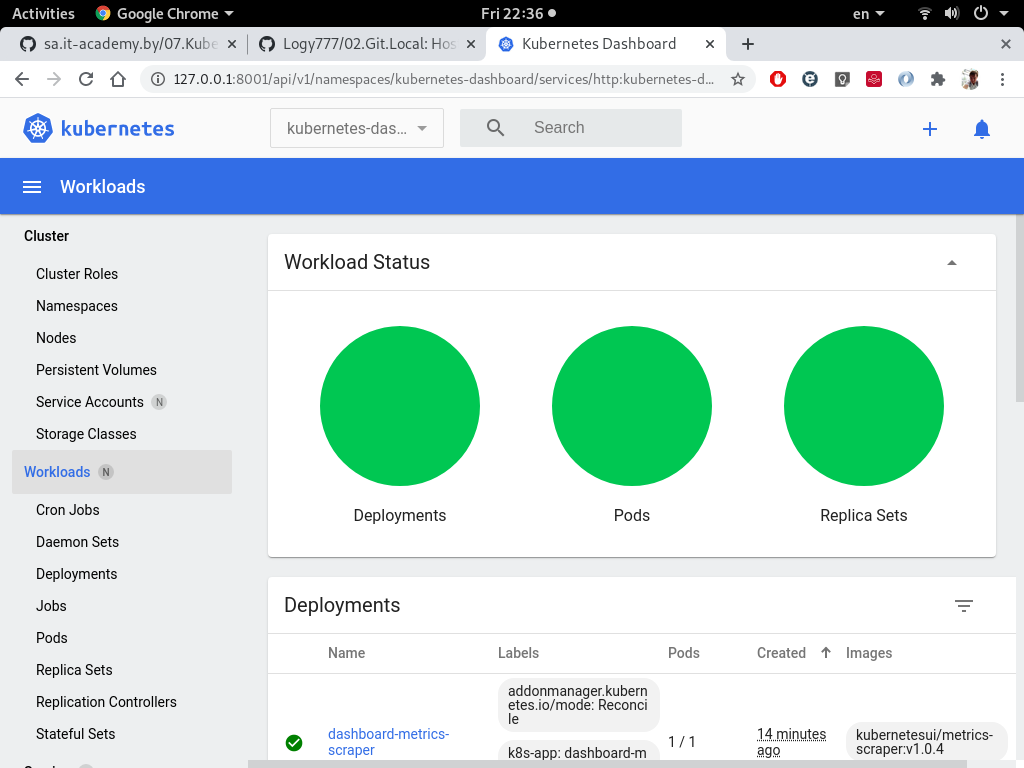 Activities
Google Chrome
Fri 22:36
en
sa.it-academy.by/07.Kube
Logy777/02.Git.Local: Hos
Kubernetes Dashboard
127.0.0.1:8001/api/v1/namespaces/kubernetes-dashboard/services/http:kubernetes-d...
kubernetes
kubernetes-das...
Search
Workloads
Cluster
Cluster Roles
Namespaces
Nodes
Persistent Volumes
Service Accounts N
Storage Classes
Workloads N
Cron Jobs
Daemon Sets
Deployments
Jobs
Pods
Replica Sets
Replication Controllers
Stateful Sets
Workload Status
Deployments
Pods
Replica Sets
Deployments
Name
Labels
Pods
Created
Images
dashboard-metrics-
scraper
addonmanager.kubern
etes.io/mode: Reconci
le
k8s-app: dashboard-m
1 / 1
14 minutes
ago
kubernetesui/metrics-
scraper:v1.0.4